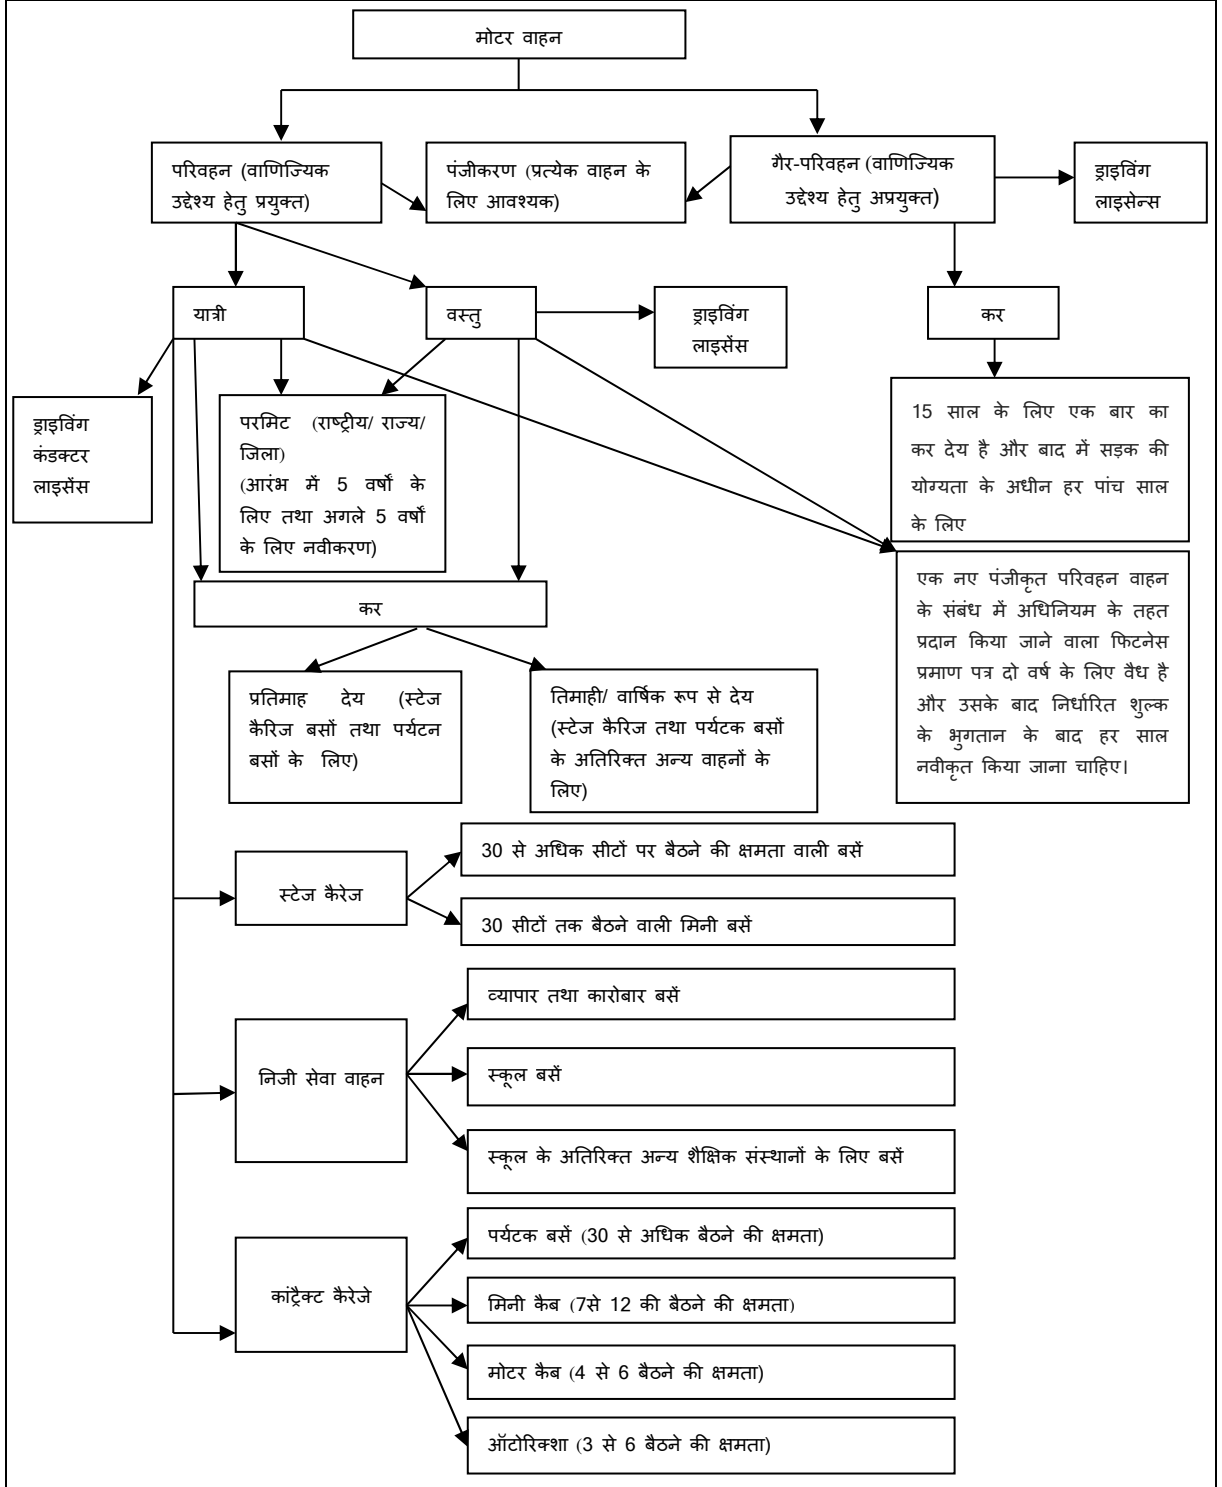 मोटर वाहन
परिवहन (वाणिज्यिक
उद्देश्य हेतु प्रयुक्त)
पंजीकरण (प्रत्येक वाहन के
लिए आवश्यक)
गैर-परिवहन (वाणिज्यिक
उद्देश्य हेतु अप्रयुक्त)
ड्राइविंग
लाइसेन्स
यात्री
वस्तु
ड्राइविंग
लाइसेंस
कर
ड्राइविंग
कंडक्टर
लाइसेंस
परमिट (राष्ट्रीय/ राज्य/
जिला)
(आरंभ में 5 वर्षों के
लिए तथा अगले 5 वर्षों
के लिए नवीकरण)
15 साल के लिए एक बार का
कर देय है और बाद में सड़क की
योग्यता के अधीन हर पांच साल
के लिए
एक नए पंजीकृत परिवहन वाहन
के संबंध में अधिनियम के तहत
प्रदान किया जाने वाला फिटनेस
प्रमाण पत्र दो वर्ष के लिए वैध है
और उसके बाद निर्धारित शुल्क
के भुगतान के बाद हर साल
नवीकृत किया जाना चाहिए।
कर
प्रतिमाह देय (स्टेज
कैरिज बसों तथा पर्यटन
बसों के लिए)
तिमाही/ वार्षिक रूप से देय
(स्टेज कैरिज तथा पर्यटक बसों
के अतिरिक्त अन्य वाहनों के
लिए)
स्टेज कैरेज
30 से अधिक सीटों पर बैठने की क्षमता वाली बसें
30 सीटों तक बैठने वाली मिनी बसें
निजी सेवा वाहन
व्यापार तथा कारोबार बसें
स्कूल बसें
स्कूल के अतिरिक्त अन्य शैक्षिक संस्थानों के लिए बसें
कांट्रैक्ट कैरेजे
पर्यटक बसें (30 से अधिक बैठने की क्षमता)
मिनी कैब (7से 12 की बैठने की क्षमता)
मोटर कैब (4 से 6 बैठने की क्षमता)
ऑटोरिक्शा (3 से 6 बैठने की क्षमता)